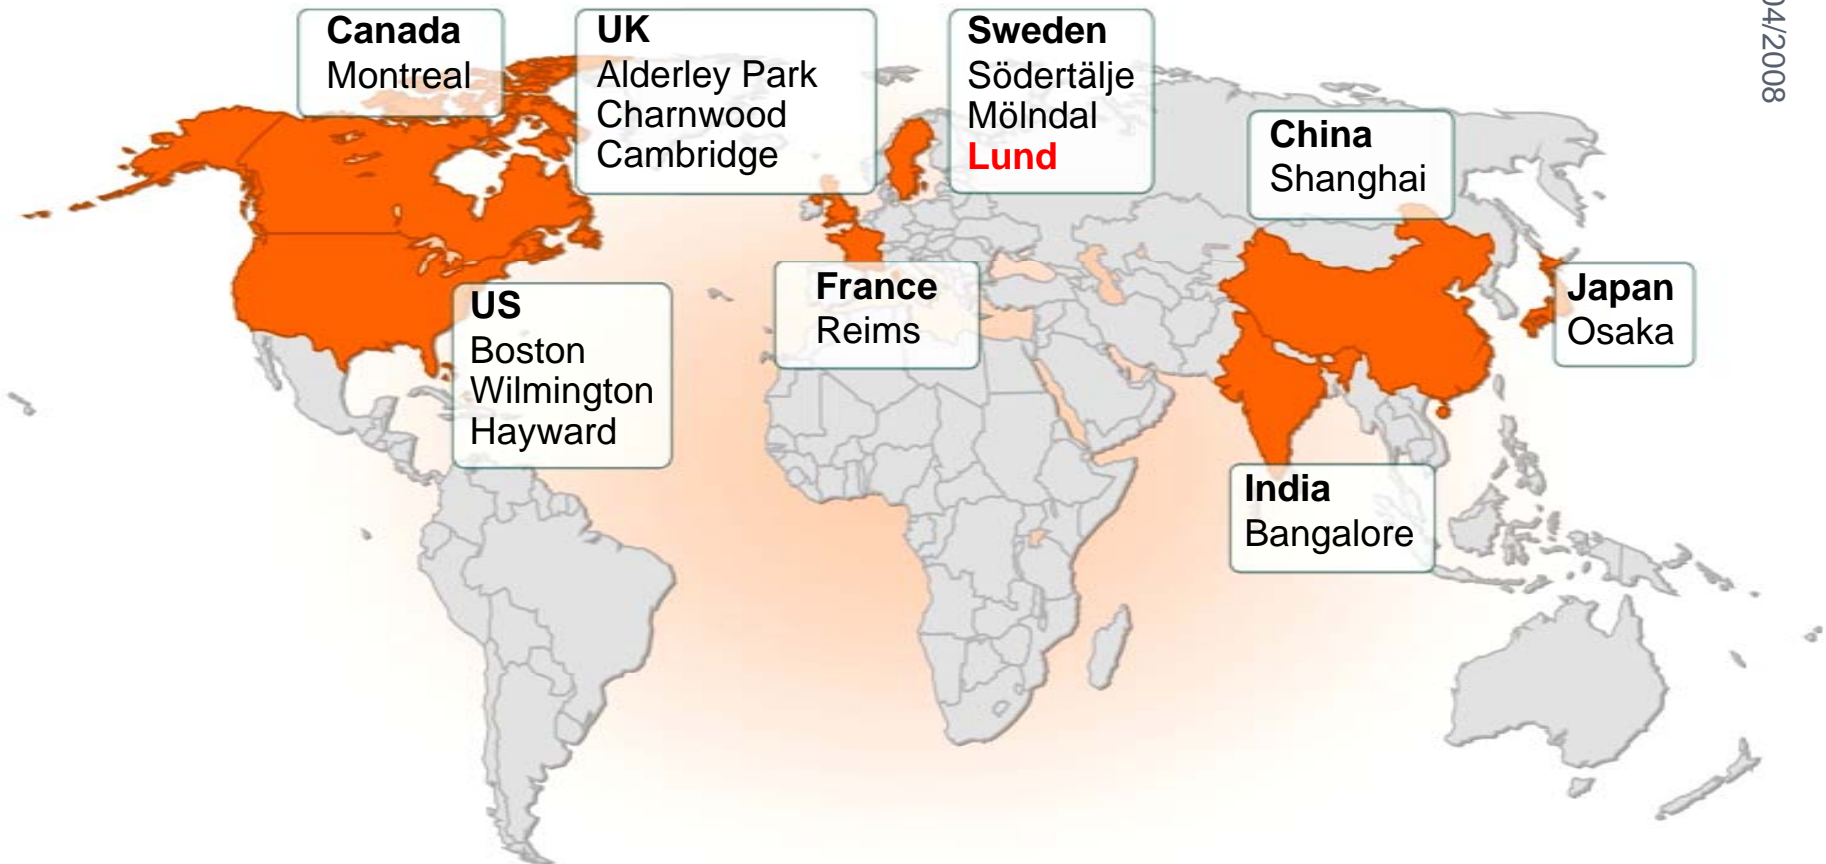 Canada
Montreal
UK
Alderley Park
Charnwood
Cambridge
Sweden
Södertälje
Mölndal
Lund
China
Shanghai
04/2008
US
Boston
Wilmington
Hayward
France
Reims
Japan
Osaka
India
Bangalore